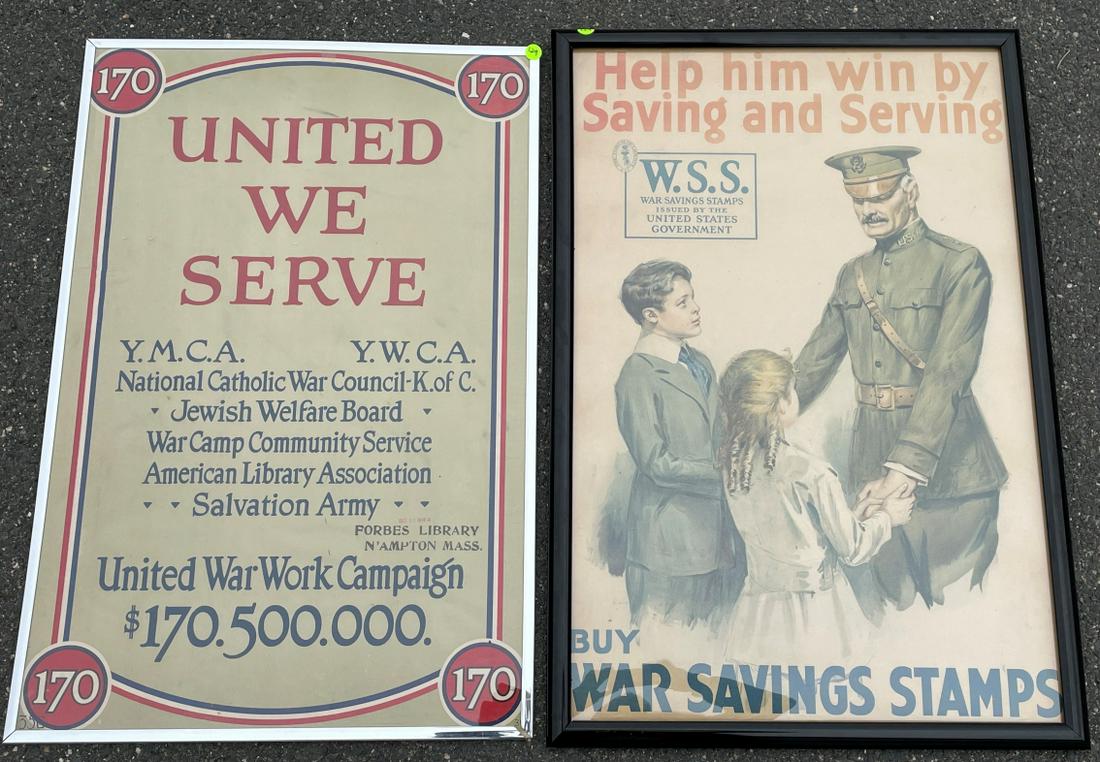 170
170
UNITED
WE
SERVE
Y.M.C.A. Y.W.C.A.
National Catholic War Council-K. of C.
Jewish Welfare Board
War Camp Community Service
American Library Association
Salvation Army
FORBES LIBRARY
N'AMPTON MASS.
United War Work Campaign
$170.500.000.
170
170
Help him win by
Saving and Serving
W.S.S.
WAR SAVINGS STAMPS
ISSUED BY THE
UNITED STATES
GOVERNMENT
BUY
WAR SAVINGS STAMPS